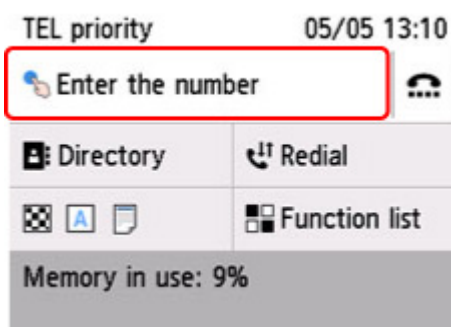 TEL priority 05/05 13:10
Enter the number
Directory Redial
A Function list
Memory in use: 9%